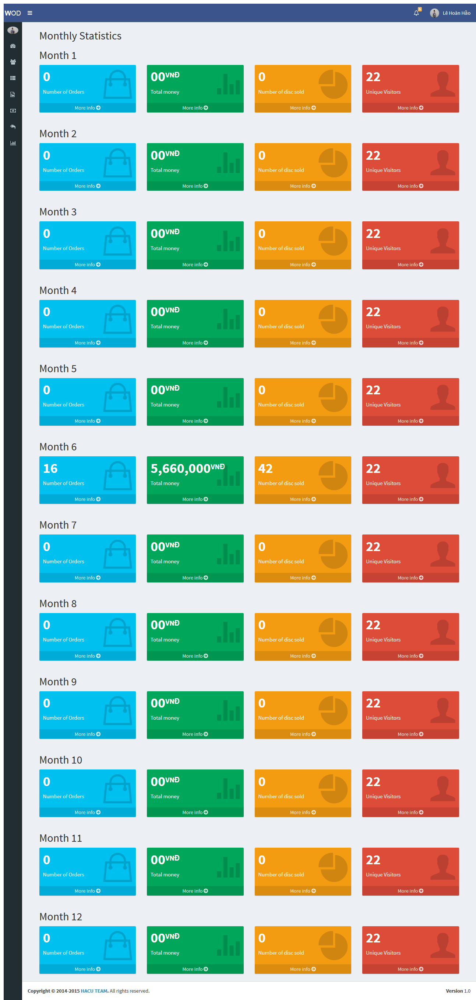 WOD
5
Lê Hoàn Hảo
Monthly Statistics
Month 1
0 00VNĐ 0 22
Number of Orders Total money Number of disc sold Unique Visitors
More info More info More info More info
Month 2
0 00VNĐ 0 22
Number of Orders Total money Number of disc sold Unique Visitors
More info More info More info More info
Month 3
0 00VNĐ 0 22
Number of Orders Total money Number of disc sold Unique Visitors
More info More info More info More info
Month 4
0 00VNĐ 0 22
Number of Orders Total money Number of disc sold Unique Visitors
More info More info More info More info
Month 5
0 00VNĐ 0 22
Number of Orders Total money Number of disc sold Unique Visitors
More info More info More info More info
Month 6
16 5,660,000VNĐ 42 22
Number of Orders Total money Number of disc sold Unique Visitors
More info More info More info More info
Month 7
0 00VNĐ 0 22
Number of Orders Total money Number of disc sold Unique Visitors
More info More info More info More info
Month 8
0 00VNĐ 0 22
Number of Orders Total money Number of disc sold Unique Visitors
More info More info More info More info
Month 9
0 00VNĐ 0 22
Number of Orders Total money Number of disc sold Unique Visitors
More info More info More info More info
Month 10
0 00VNĐ 0 22
Number of Orders Total money Number of disc sold Unique Visitors
More info More info More info More info
Month 11
0 00VNĐ 0 22
Number of Orders Total money Number of disc sold Unique Visitors
More info More info More info More info
Month 12
0 00VNĐ 0 22
Number of Orders Total money Number of disc sold Unique Visitors
More info More info More info More info
Copyright © 2014-2015 HACU TEAM. All rights reserved. Version 1.0